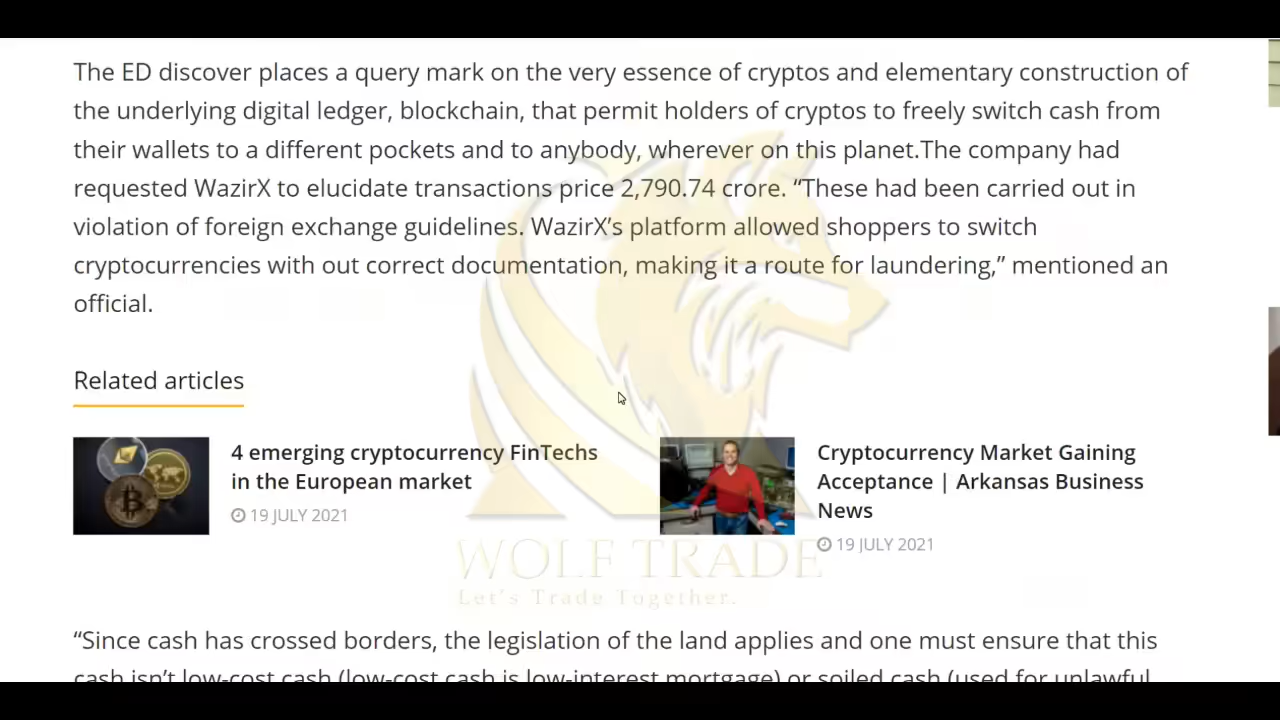 The ED discover places a query mark on the very essence of cryptos and elementary construction of
the underlying digital ledger, blockchain, that permit holders of cryptos to freely switch cash from
their wallets to a different pockets and to anybody, wherever on this planet.The company had
requested WazirX to elucidate transactions price 2,790.74 crore. “These had been carried out in
violation of foreign exchange guidelines. WazirX’s platform allowed shoppers to switch
cryptocurrencies with out correct documentation, making it a route for laundering,” mentioned an
official.
Related articles
4 emerging cryptocurrency FinTechs
in the European market
19 JULY 2021
Cryptocurrency Market Gaining
Acceptance | Arkansas Business
News
19 JULY 2021
WOLF TRADE
Let's Trade Together.
“Since cash has crossed borders, the legislation of the land applies and one must ensure that this
cash isn’t low-cost cash (low-cost cash is low-interest mortgage) or soiled cash (used for unlawful